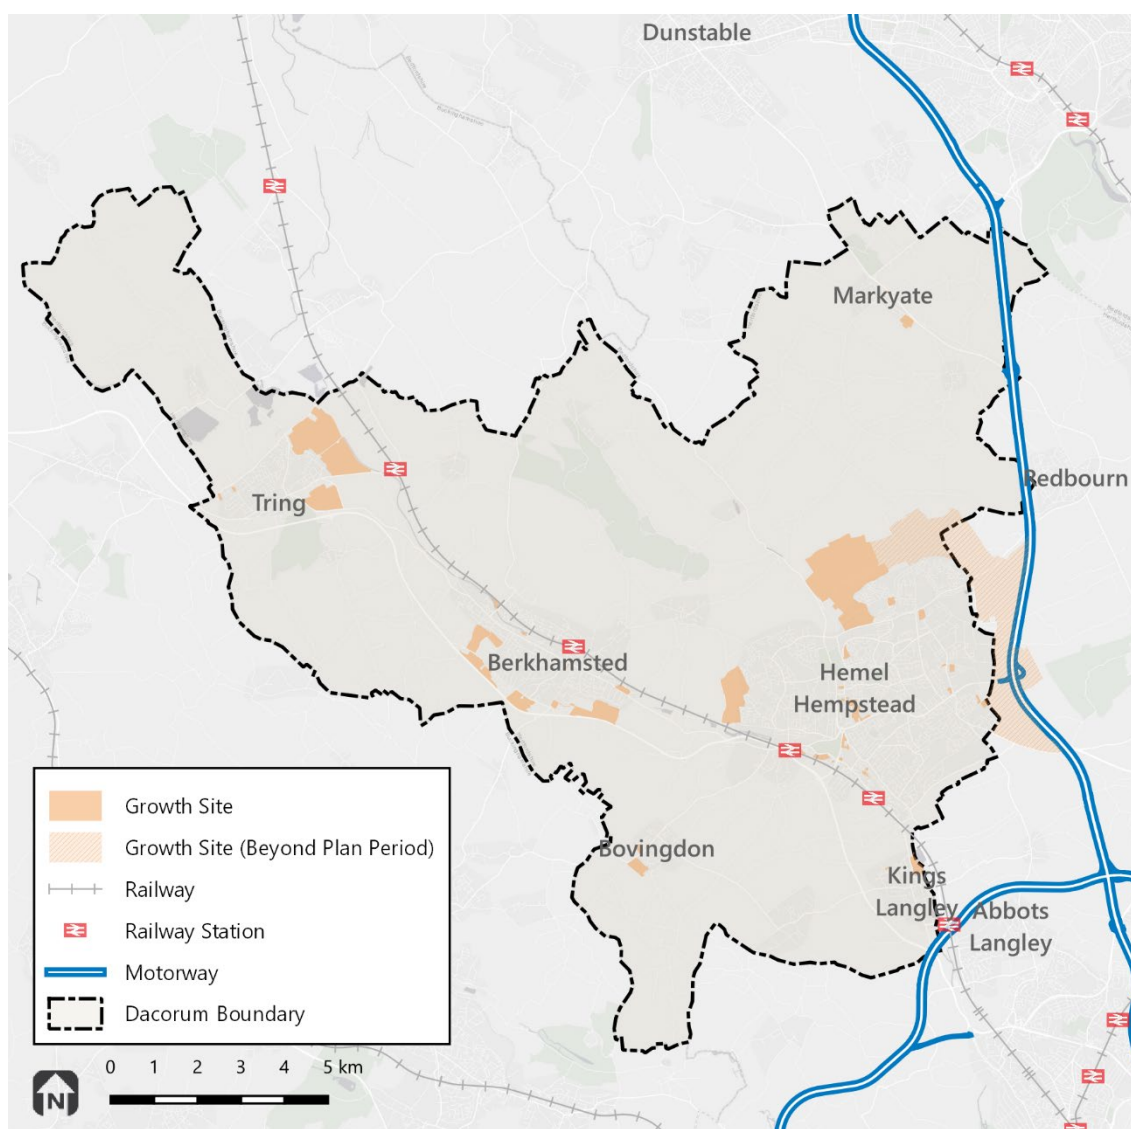 Dunstable
Markyate
Redbourn
Tring
Berkhamsted
Hemel
Hempstead
Bovingdon
Kings
Langley
Abbots
Langley
Growth Site
Growth Site (Beyond Plan Period)
Railway
Railway Station
Motorway
Dacorum Boundary
0 1 2 3 4 5 km
N